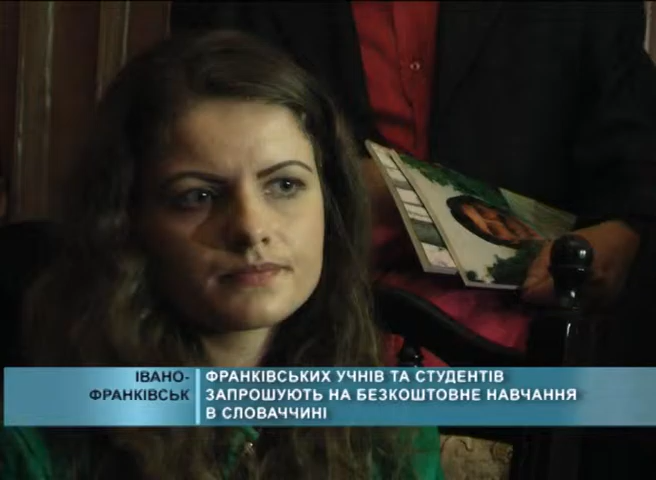 ІВАНО-
ФРАНКІВСЬК
ФРАНКІВСЬКИХ УЧНІВ ТА СТУДЕНТІВ
ЗАПРОШУЮТЬ НА БЕЗКОШТОВНЕ НАВЧАННЯ
В СЛОВАЧЧИНІ